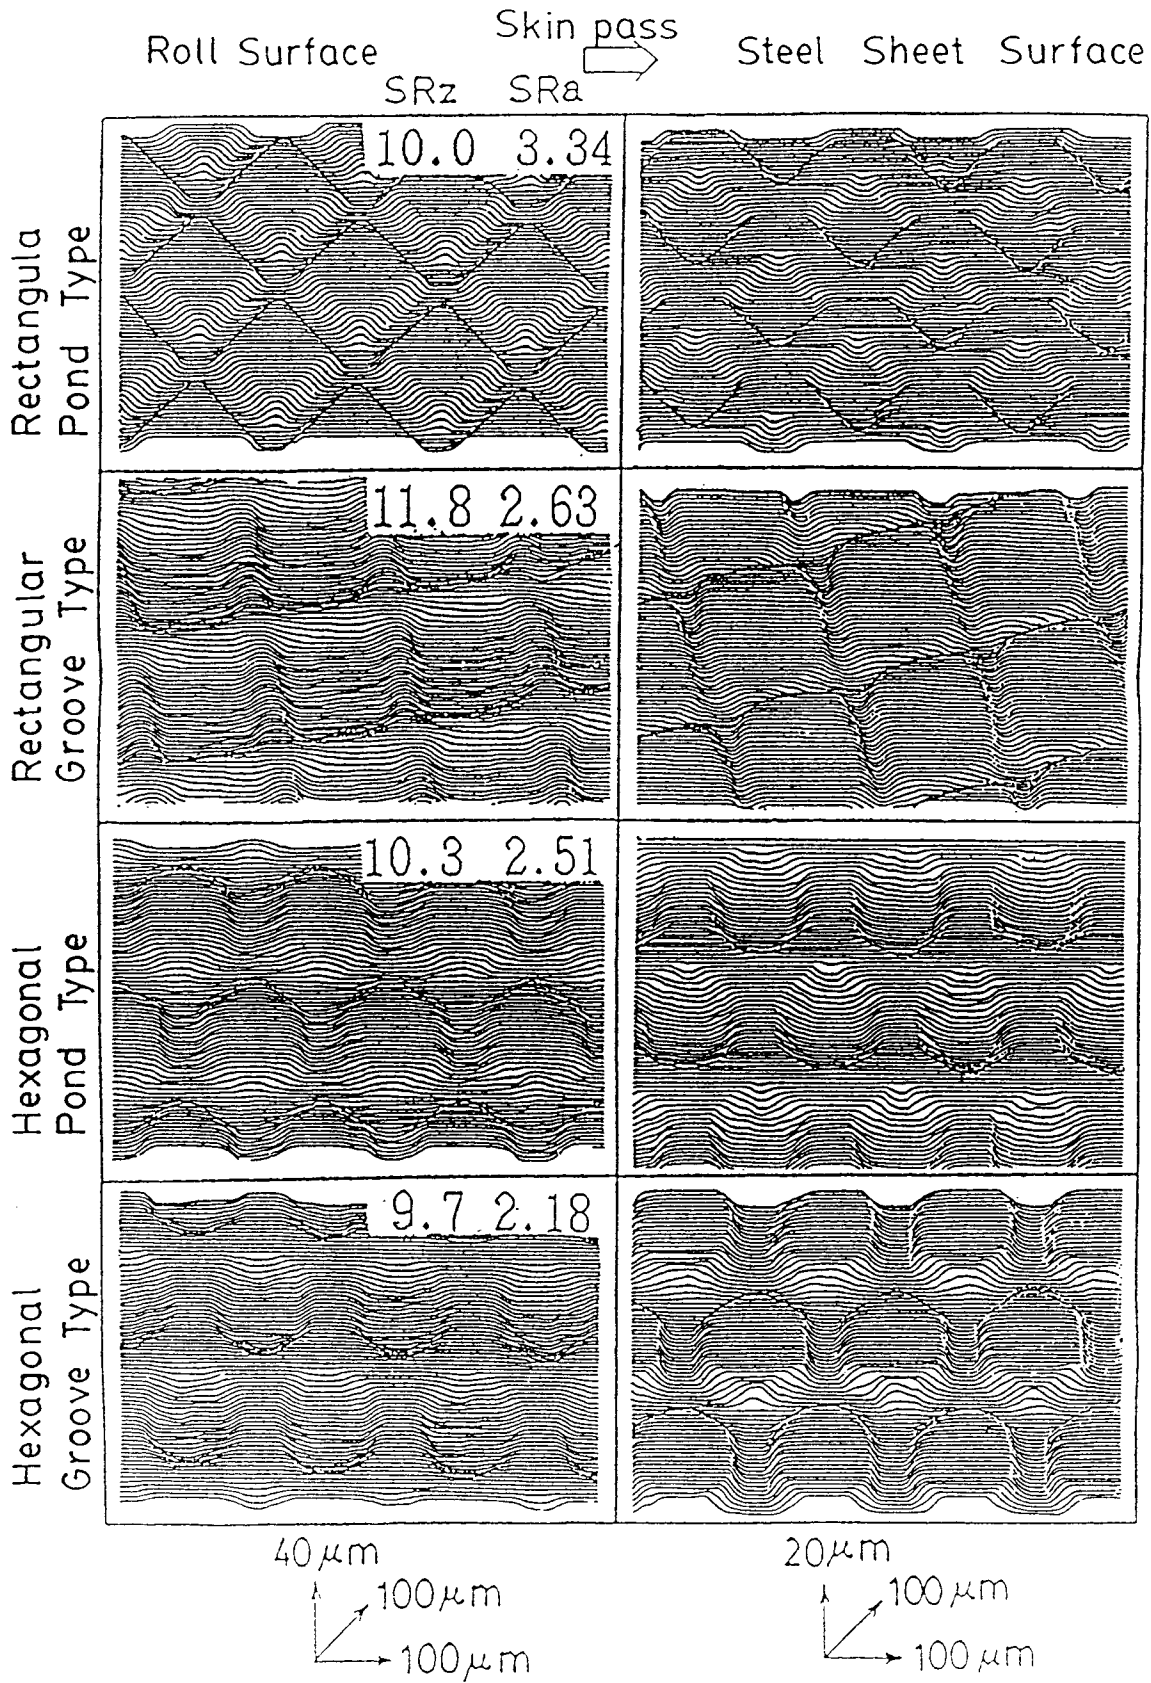 Skin pass
Roll Surface
Steel Sheet Surface
SRz SRa
Rectangula
Pond Type
10.0 3.34
Rectangular
Groove Type
11.8 2.63
Hexagonal
Pond Type
10.3 2.51
Hexagonal
Groove Type
9.7 2.18
40μm
100μm
100μm
20μm
100μm
100μm